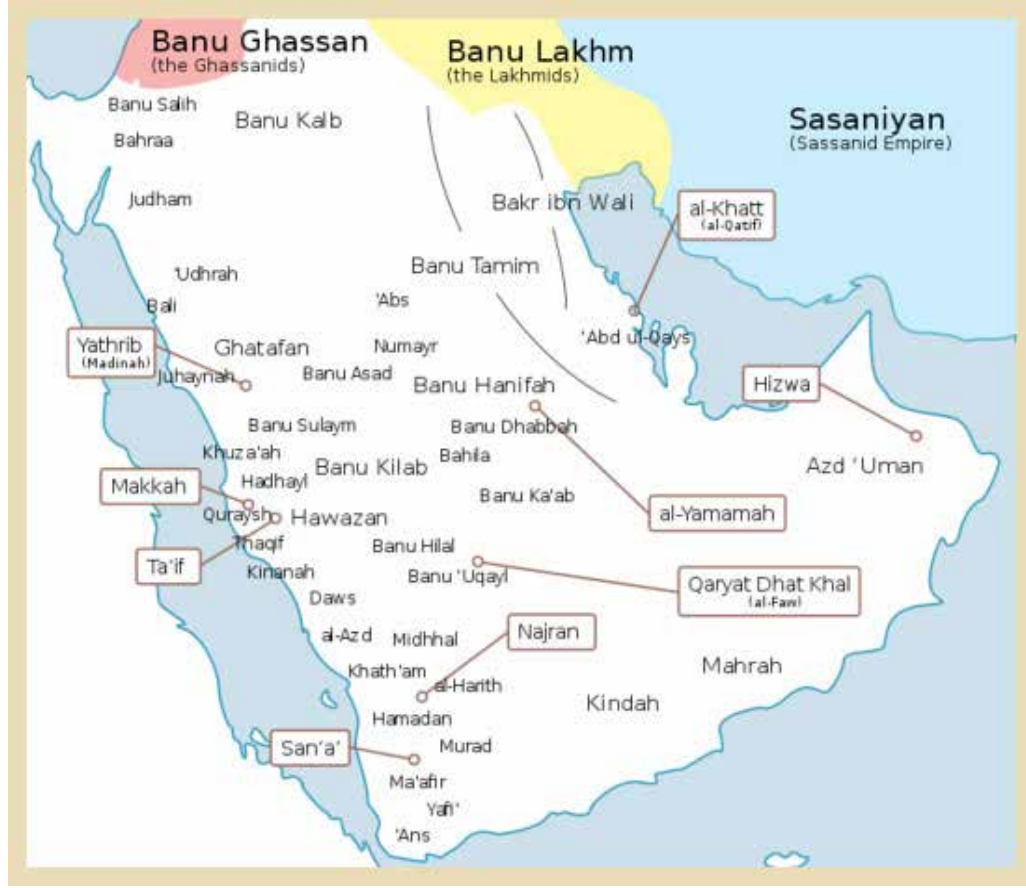 Banu Ghassan
(the Ghassanids)
Banu Lakhm
(the Lakhmids)
Sasaniyan
(Sassanid Empire)
Banu Salih
Banu Kalb
Bahraa
Judham
Bakr ibn Wali
al-Khatt
(al-Qatif)
'Udhrah
Banu Tamim
Bali
'Abs
Yathrib
(Madinah)
Ghatafan
Numayr
'Abd ul-Qays
Juhaynah
Banu Asad
Banu Hanifah
Hizwa
Banu Sulaym
Banu Dhabbah
Khuza'ah
Banu Kilab
Bahila
Azd 'Uman
Makkah
Hadhayl
Banu Ka'ab
Quraysh
Hawazan
al-Yamamah
Thaqif
Banu Hilal
Ta'if
Kinanah
Banu 'Uqayl
Qaryat Dhat Khal
(al-Faw)
Daws
al-Azd
Midhhal
Najran
Khath'am
al-Harith
Mahrah
Kindah
Hamadan
San'a'
Murad
Ma'afir
Yafi'
'Ans